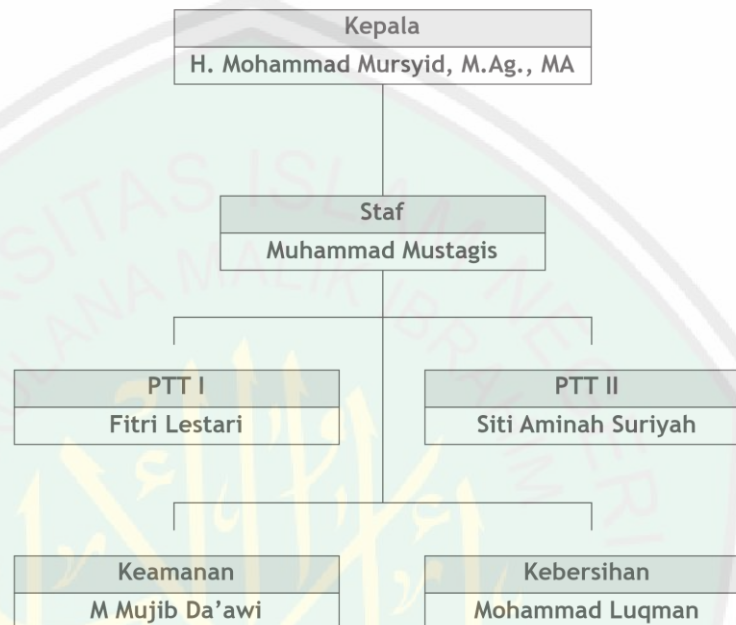 Kepala
H. Mohammad Mursyid, M.Ag., MA
Staf
Muhammad Mustagis
PTT I
Fitri Lestari
PTT II
Siti Aminah Suriyah
Keamanan
M Mujib Da’awi
Kebersihan
Mohammad Luqman